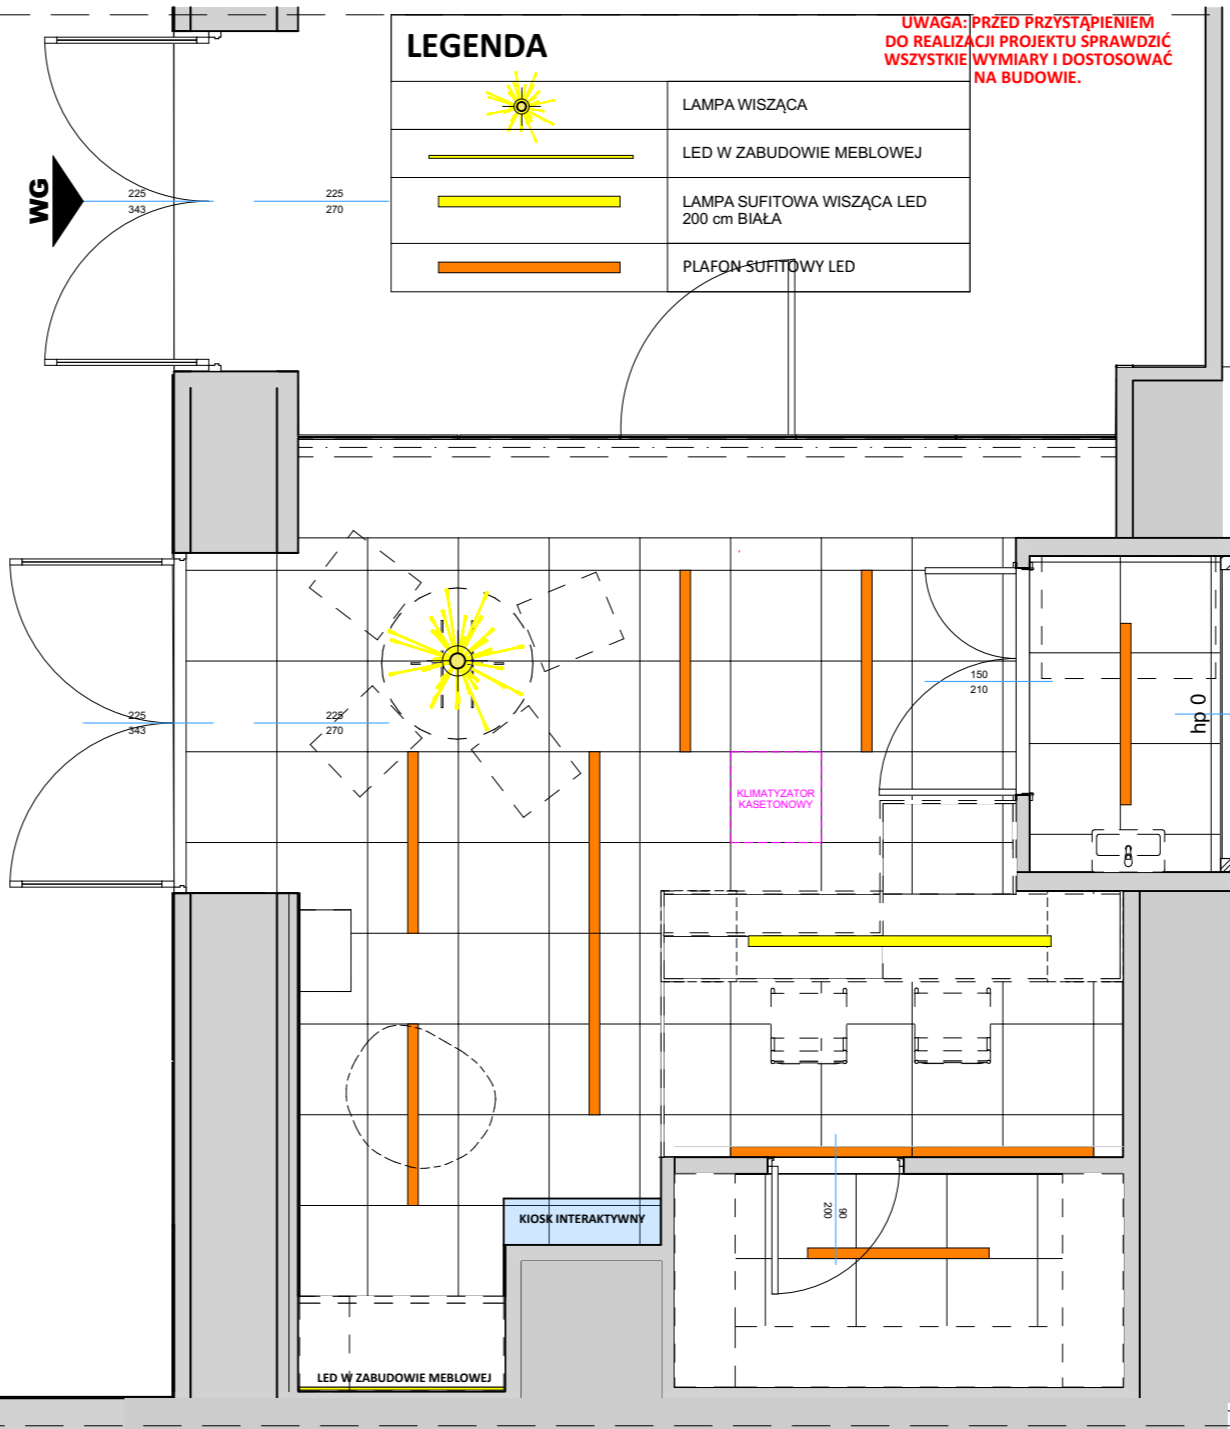 UWAGA: PRZED PRZYSTĄPIENIEM
DO REALIZACJI PROJEKTU SPRAWDZIĆ
WSZYSTKIE WYMIARY I DOSTOSOWAĆ
NA BUDOWIE.
LEGENDA
LAMPA WISZĄCA
LED W ZABUDOWIE MEBLOWEJ
LAMPA SUFITOWA WISZĄCA LED
200 cm BIAŁA
PLAFON SUFITOWY LED
WG
225
343
225
270
225
343
225
270
150
210
hp 0
KLIMATYZATOR
KASETONOWY
90
200
KIOSK INTERAKTYWNY
LED W ZABUDOWIE MEBLOWEJ